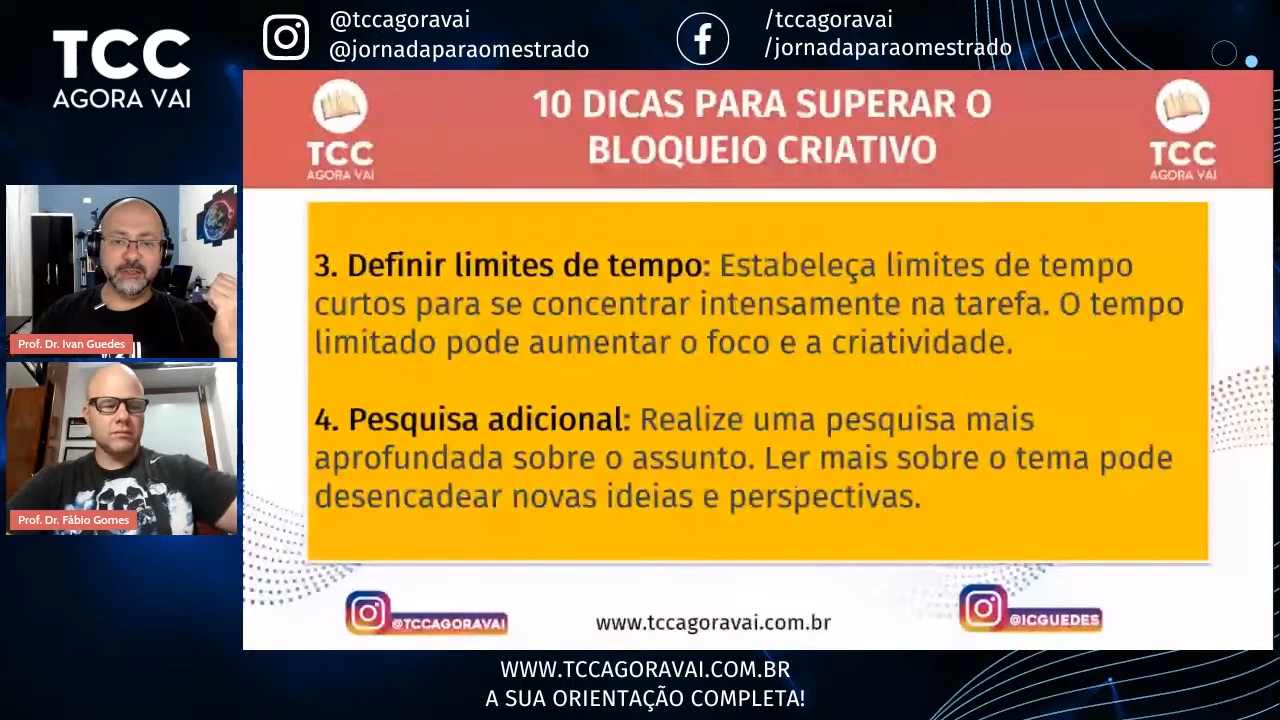 TCC
AGORA VAI
@tccagoravai
@jornadaparaomestrado
/tccagoravai
/jornadaparaomestrado
TCC
AGORA VAI
10 DICAS PARA SUPERAR O
BLOQUEIO CRIATIVO
TCC
AGORA VAI
Prof. Dr. Ivan Guedes
Prof. Dr. Fábio Gomes
3. Definir limites de tempo: Estabeleça limites de tempo
curtos para se concentrar intensamente na tarefa. O tempo
limitado pode aumentar o foco e a criatividade.
4. Pesquisa adicional: Realize uma pesquisa mais
aprofundada sobre o assunto. Ler mais sobre o tema pode
desencadear novas ideias e perspectivas.
@TCCAGORAVAI
www.tccagoravai.com.br
@ICGUEDES
WWW.TCCAGORAVAI.COM.BR
A SUA ORIENTAÇÃO COMPLETA!